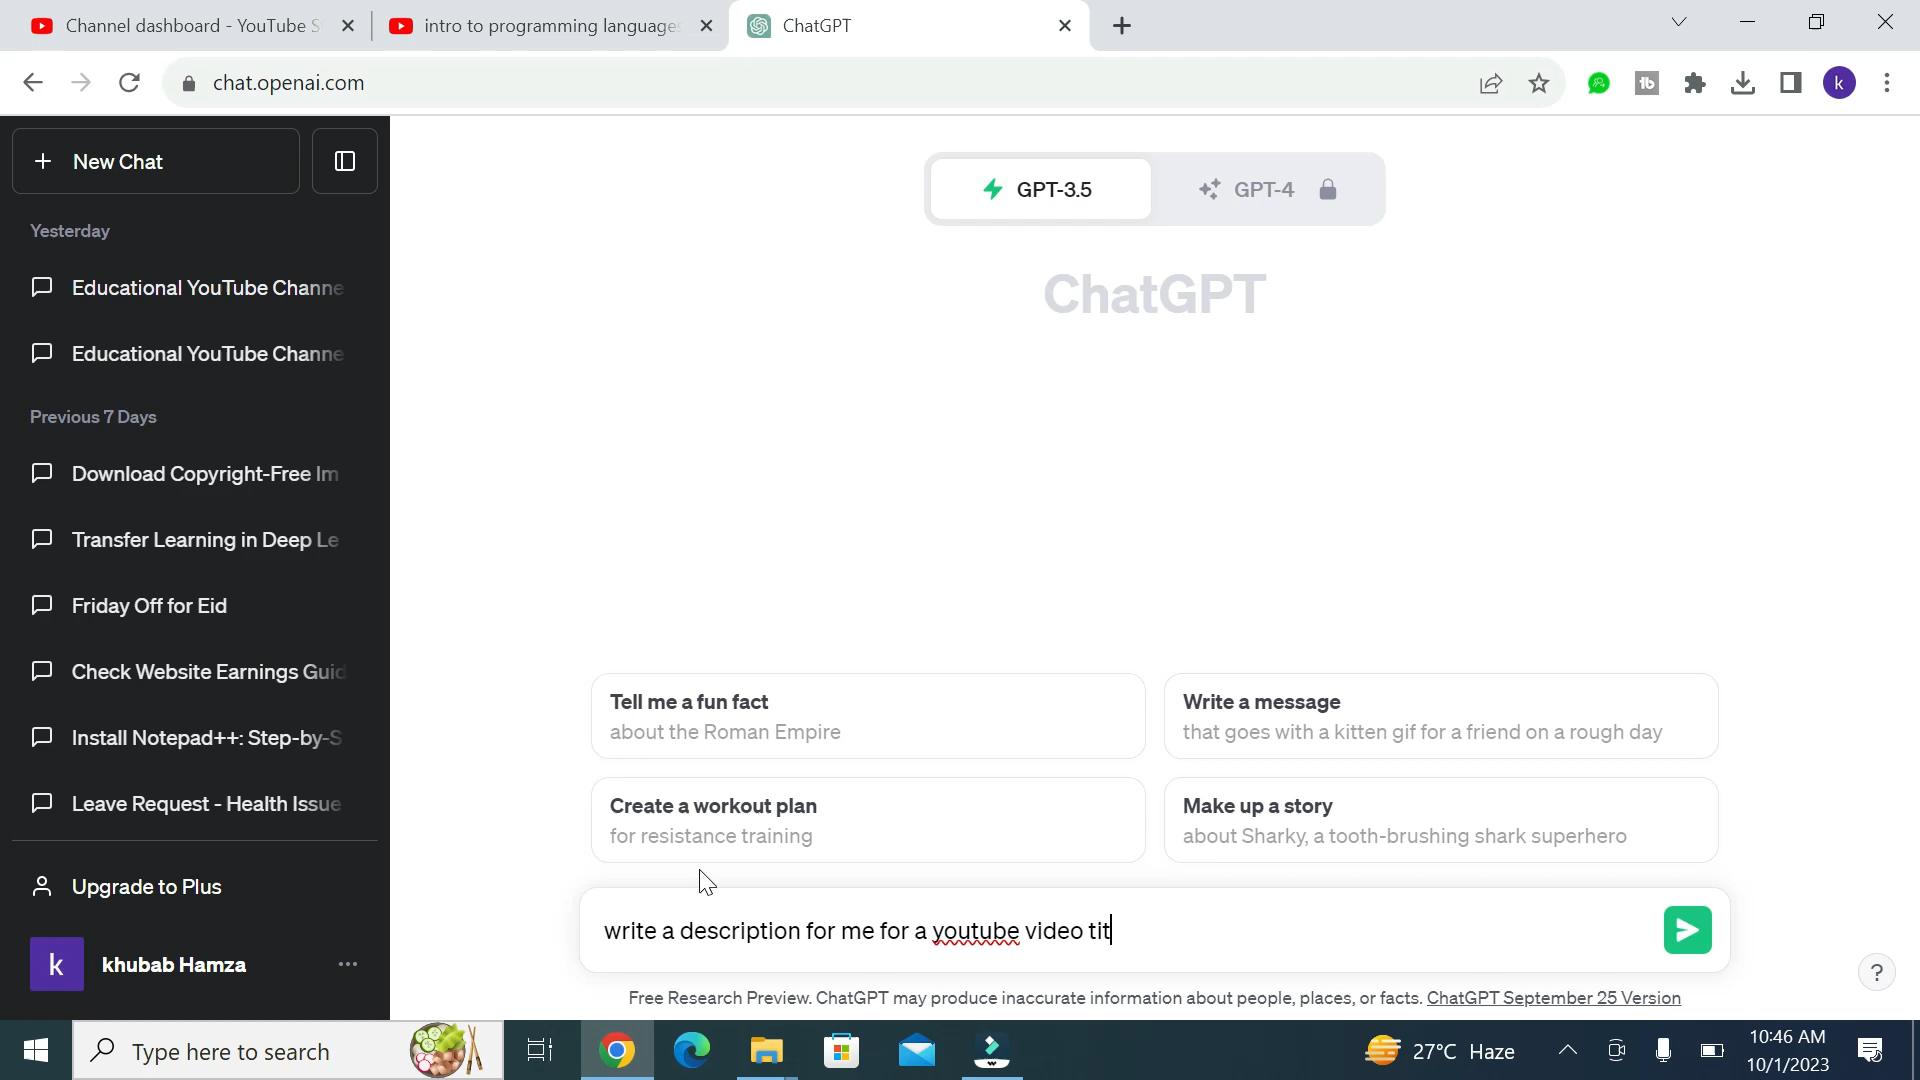 Channel dashboard - YouTube S
intro to programming languages
ChatGPT
chat.openai.com
k
New Chat
Yesterday
Educational YouTube Channe
Educational YouTube Channe
Previous 7 Days
Download Copyright-Free Im
Transfer Learning in Deep Le
Friday Off for Eid
Check Website Earnings Guid
Install Notepad++: Step-by-S
Leave Request - Health Issue
Upgrade to Plus
k khubab Hamza
GPT-3.5
GPT-4
ChatGPT
Tell me a fun fact
about the Roman Empire
Write a message
that goes with a kitten gif for a friend on a rough day
Create a workout plan
for resistance training
Make up a story
about Sharky, a tooth-brushing shark superhero
write a description for me for a youtube video tit
Free Research Preview. ChatGPT may produce inaccurate information about people, places, or facts. ChatGPT September 25 Version
?
Type here to search
27°C Haze
10:46 AM
10/1/2023